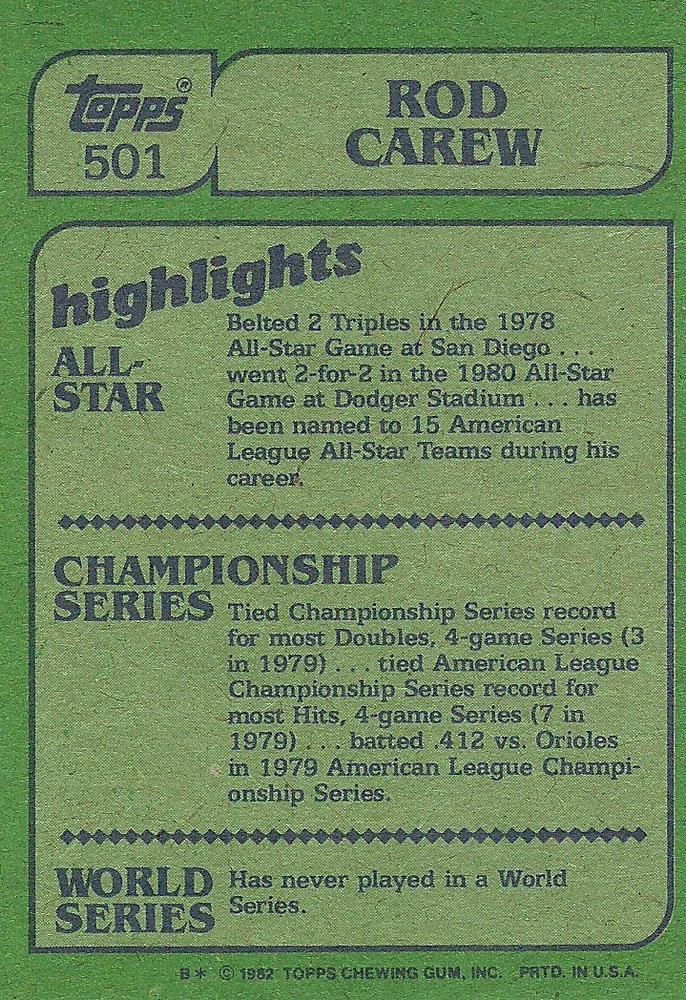 topps®
501
ROD
CAREW
highlights
ALL-
STAR
Belted 2 Triples in the 1978
All-Star Game at San Diego . . .
went 2-for-2 in the 1980 All-Star
Game at Dodger Stadium . . . has
been named to 15 American
League All-Star Teams during his
career.
CHAMPIONSHIP
SERIES
Tied Championship Series record
for most Doubles, 4-game Series (3
in 1979) . . . tied American League
Championship Series record for
most Hits, 4-game Series (7 in
1979) . . . batted .412 vs. Orioles
in 1979 American League Champi-
onship Series.
WORLD
SERIES
Has never played in a World
Series.
B* © 1982 TOPPS CHEWING GUM, INC. PRTD. IN U.S.A.